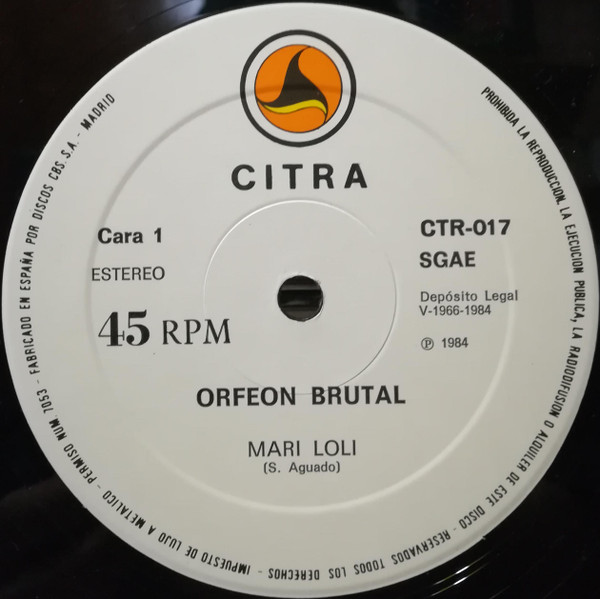 CITRA
Cara 1
ESTEREO
45 RPM
CTR-017
SGAE
Depósito Legal
V-1966-1984
Ⓟ 1984
ORFEON BRUTAL
MARI LOLI
(S. Aguado)
PROHIBIDA LA REPRODUCCION, LA EJECUCION PUBLICA, LA RADIODIFUSION O ALQUILER DE ESTE DISCO - RESERVADOS TODOS LOS DERECHOS - IMPUESTO DE LUJO A METALICO - PERMISO NUM. 7053 - FABRICADO EN ESPAÑA POR DISCOS CBS. S.A. - MADRID